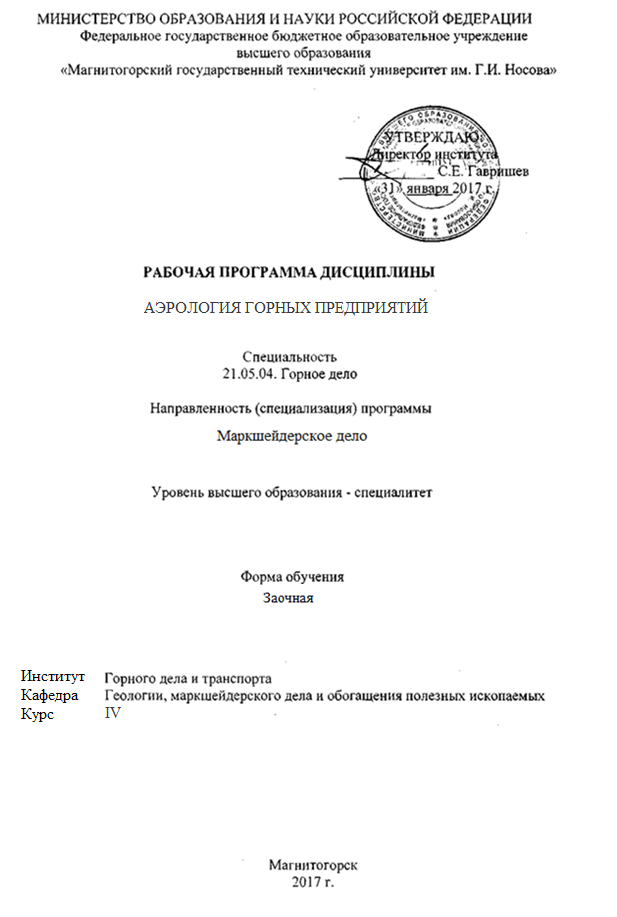 МИНИСТЕРСТВО ОБРАЗОВАНИЯ И НАУКИ РОССИЙСКОЙ ФЕДЕРАЦИИ
Федеральное государственное бюджетное образовательное учреждение
высшего образования
«Магнитогорский государственный технический университет им. Г.И. Носова»
УТВЕРЖДАЮ
Директор института
С.Е. Гавришев
«31» января 2017 г.
РАБОЧАЯ ПРОГРАММА ДИСЦИПЛИНЫ
АЭРОЛОГИЯ ГОРНЫХ ПРЕДПРИЯТИЙ
Специальность
21.05.04. Горное дело
Направленность (специализация) программы
Маркшейдерское дело
Уровень высшего образования - специалитет
Форма обучения
Заочная
Институт Горного дела и транспорта
Кафедра Геологии, маркшейдерского дела и обогащения полезных ископаемых
Курс IV
Магнитогорск
2017 г.